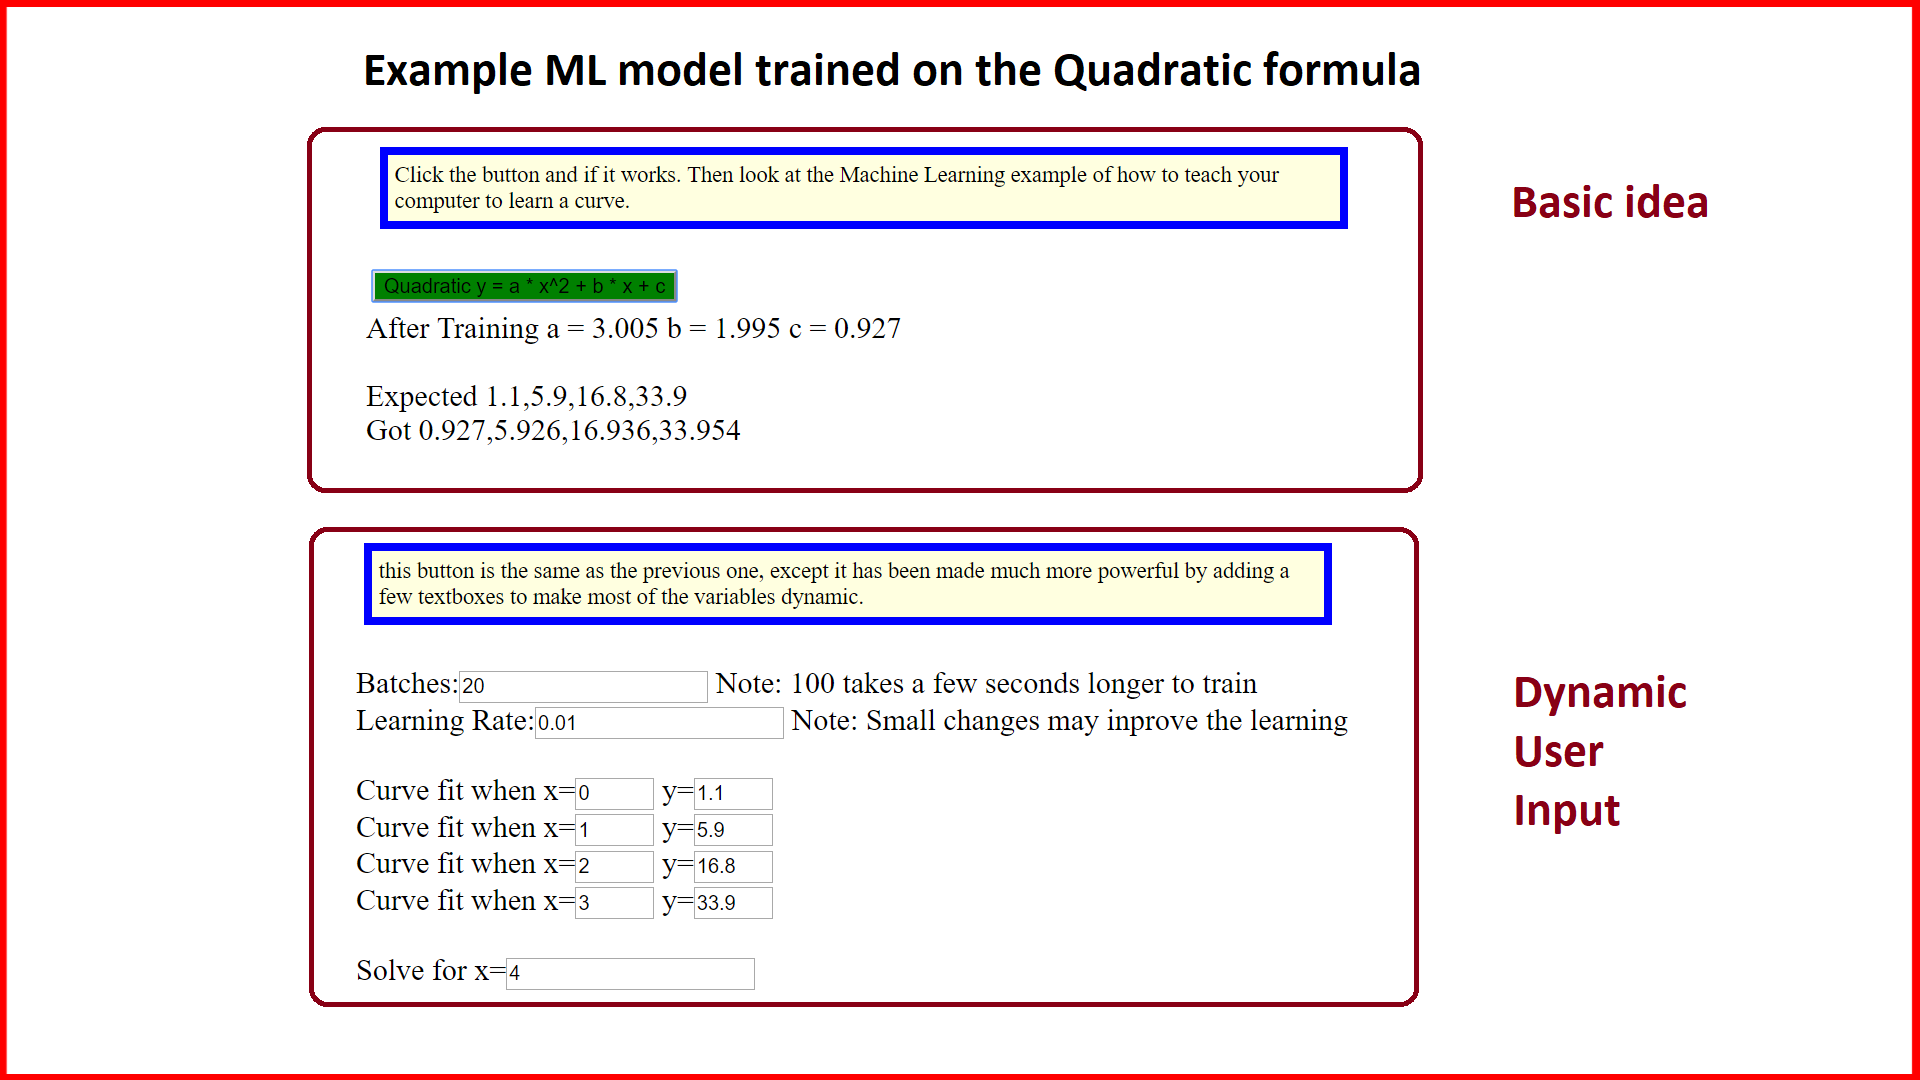 Example ML model trained on the Quadratic formula
Click the button and if it works. Then look at the Machine Learning example of how to teach your
computer to learn a curve.
Basic idea
Quadratic y = a * x^2 + b * x + c
After Training a = 3.005 b = 1.995 c = 0.927
Expected 1.1,5.9,16.8,33.9
Got 0.927,5.926,16.936,33.954
this button is the same as the previous one, except it has been made much more powerful by adding a
few textboxes to make most of the variables dynamic.
Batches: 20 Note: 100 takes a few seconds longer to train
Learning Rate: 0.01 Note: Small changes may inprove the learning
Curve fit when x= 0 y= 1.1
Curve fit when x= 1 y= 5.9
Curve fit when x= 2 y= 16.8
Curve fit when x= 3 y= 33.9
Solve for x= 4
Dynamic
User
Input